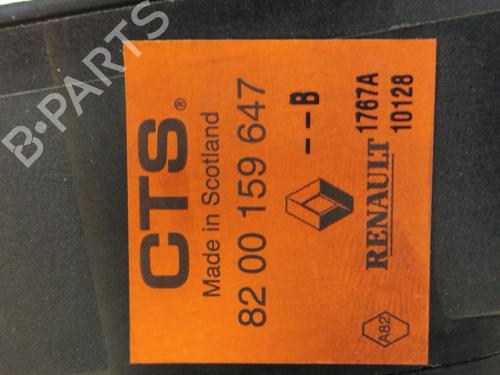 CTS®
Made in Scotland
82 00 159 647
--B
RENAULT
1767A
10128
A82
B-PARTS